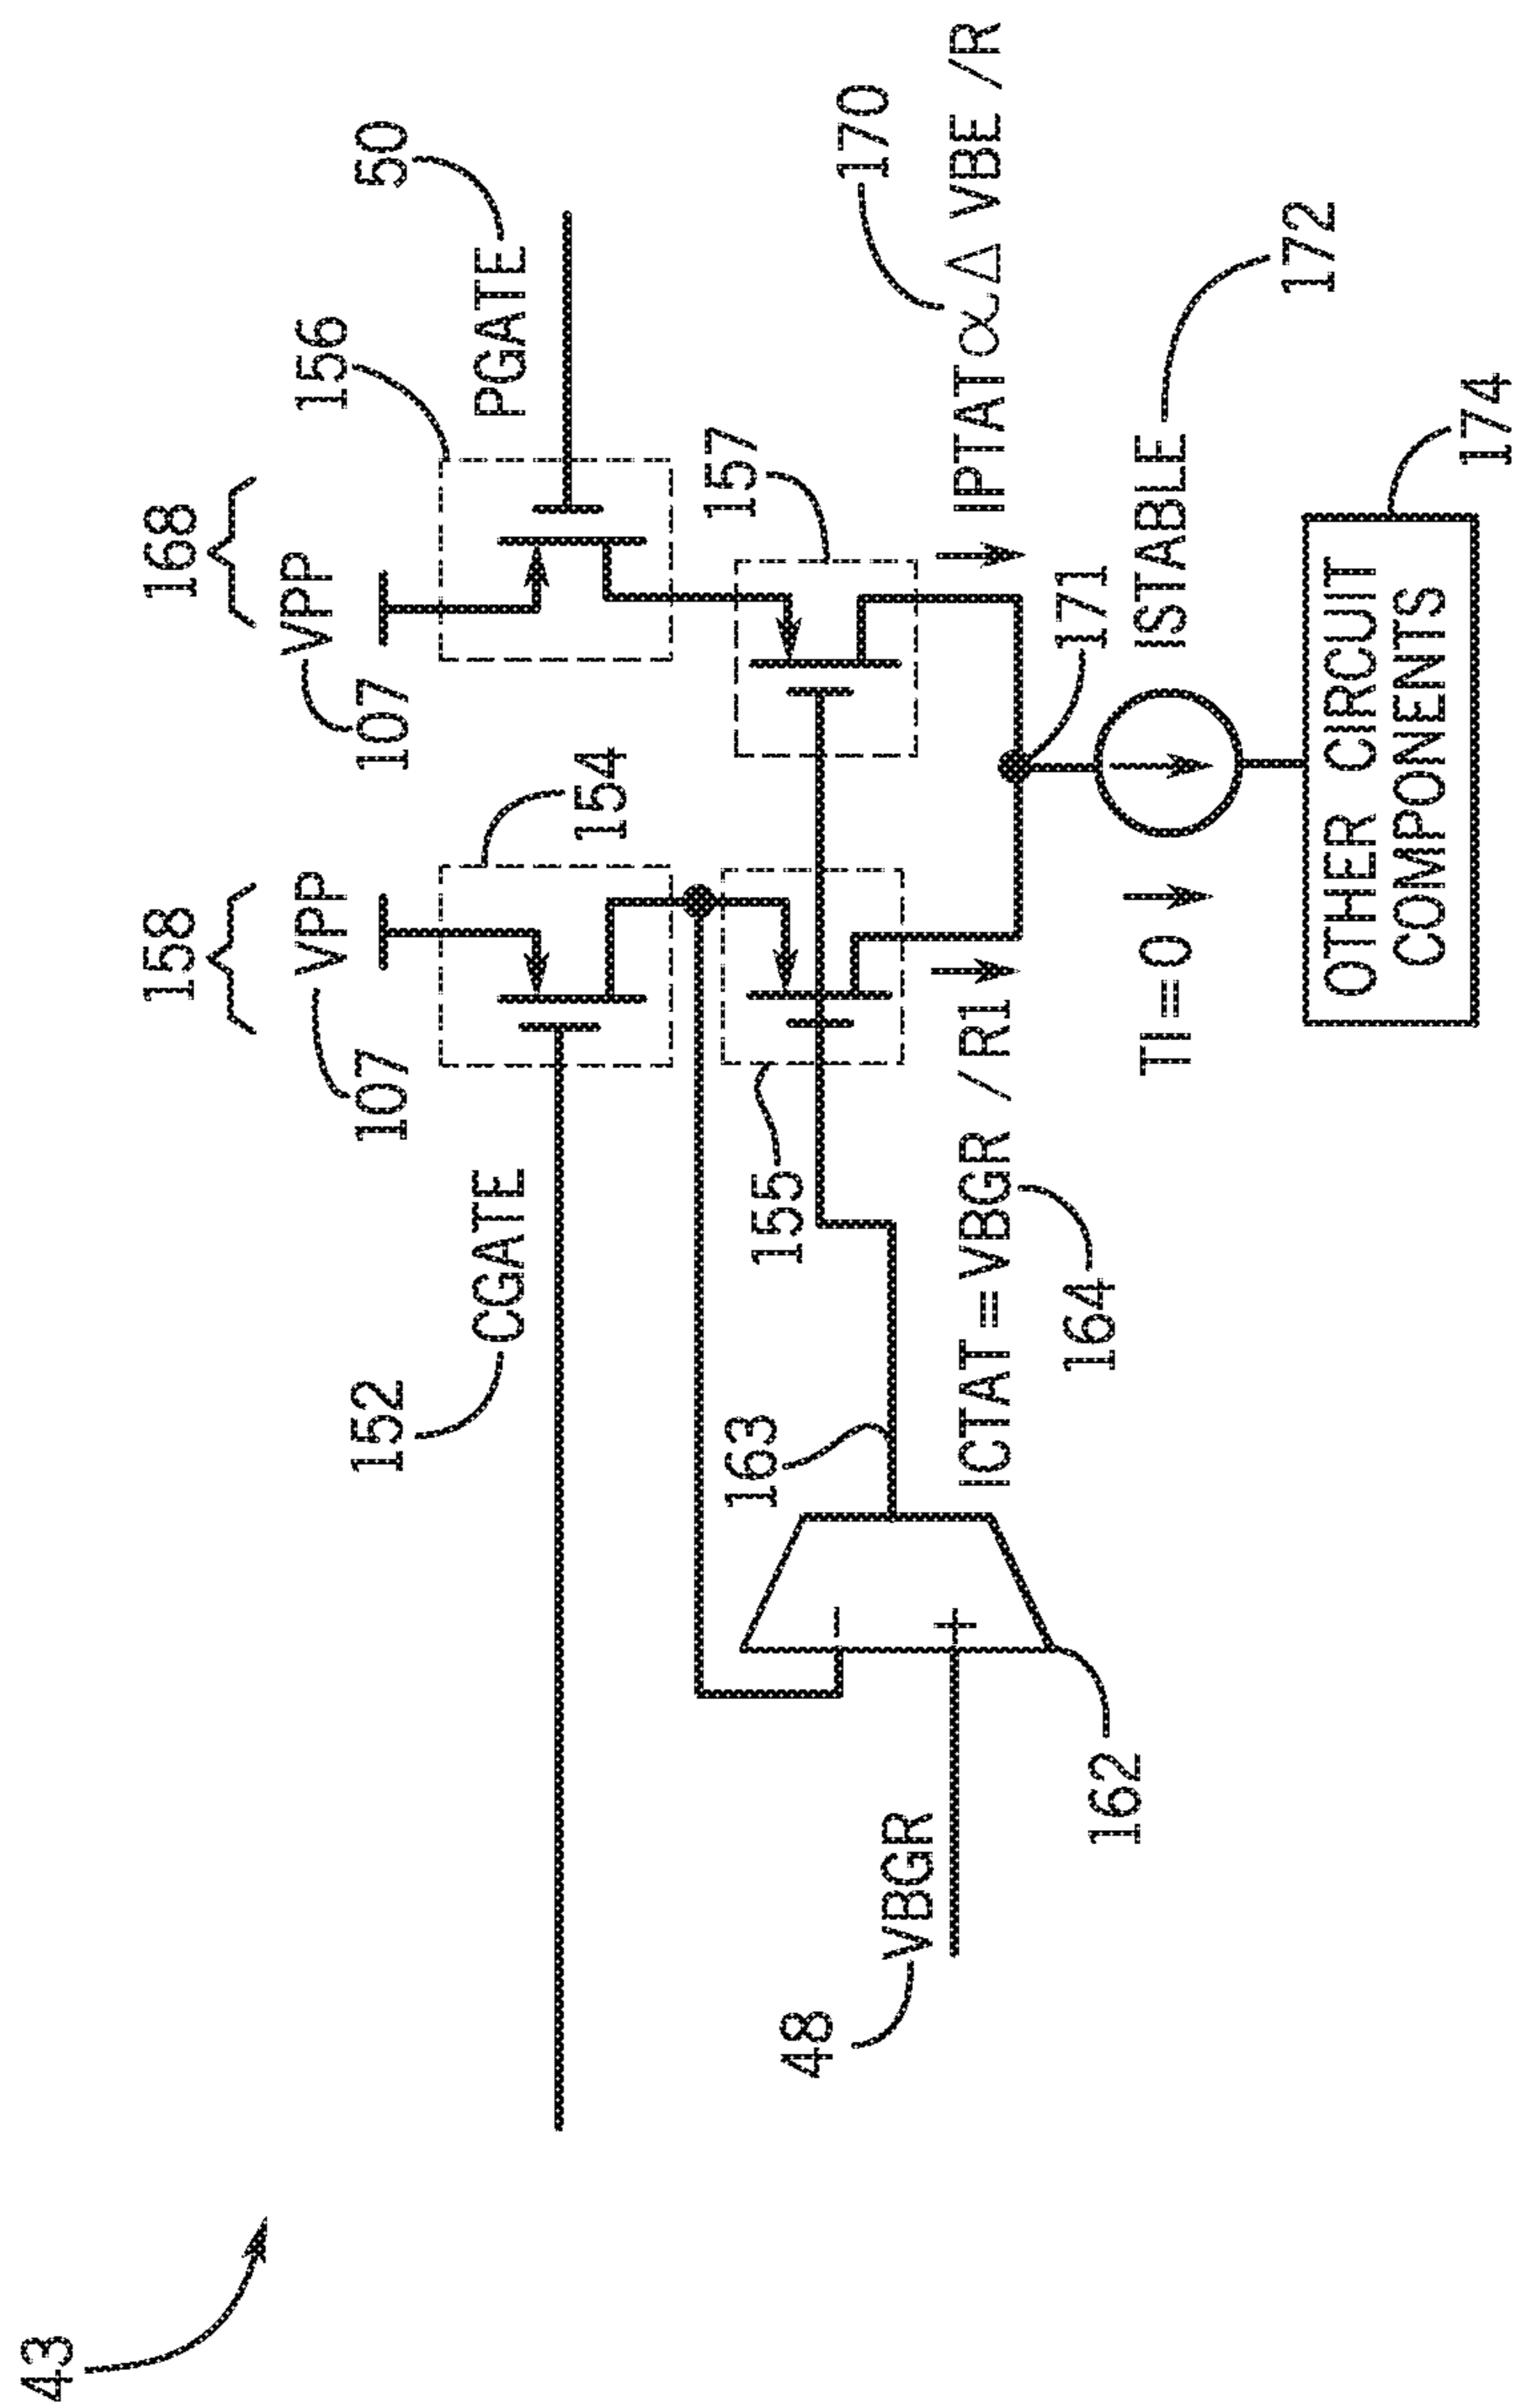 43
158
168
VPP
VPP
107
107
152
CGATE
154
156
PGATE
50
163
155
157
48
VBGR
162
ICTAT=VBGR/R1
164
IPTAT∝Δ VBE/R
170
171
TI=0
ISTABLE
172
OTHER CIRCUIT
COMPONENTS
174